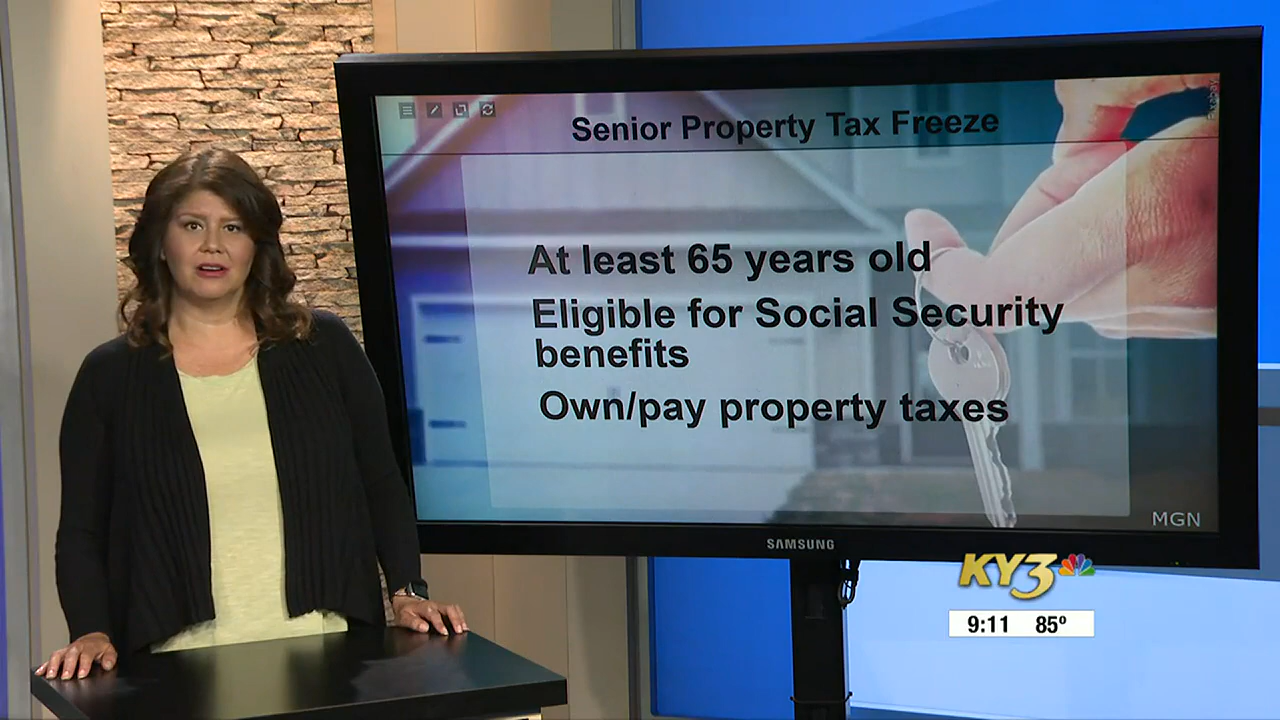 Senior Property Tax Freeze
At least 65 years old
Eligible for Social Security
benefits
Own/pay property taxes
MGN
SAMSUNG
KY3
9:11 85º